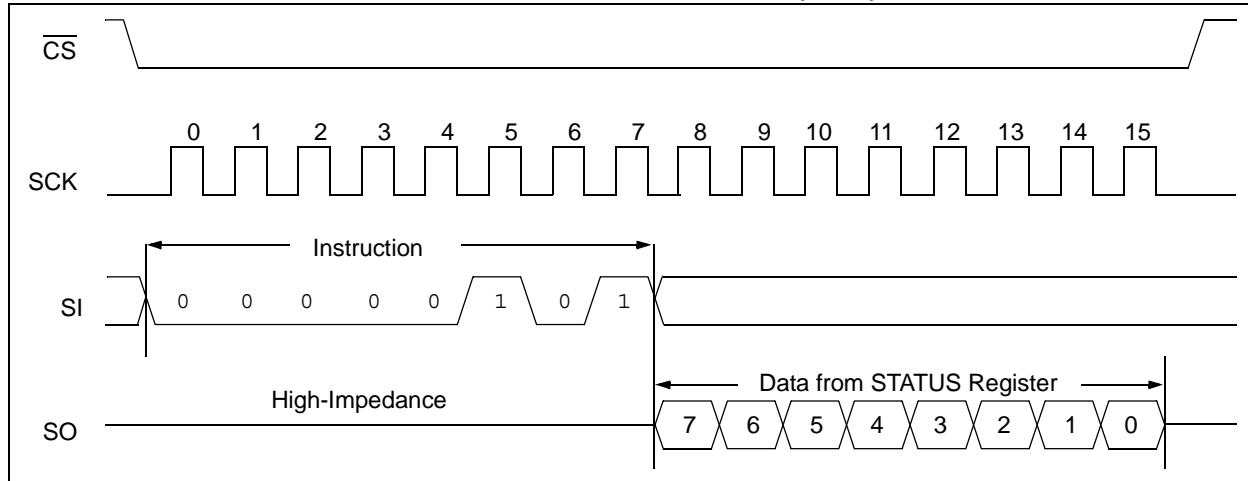 CS
0 1 2 3 4 5 6 7 8 9 10 11 12 13 14 15
SCK
Instruction
SI
0 0 0 0 0 1 0 1
Data from STATUS Register
High-Impedance
SO
7 6 5 4 3 2 1 0